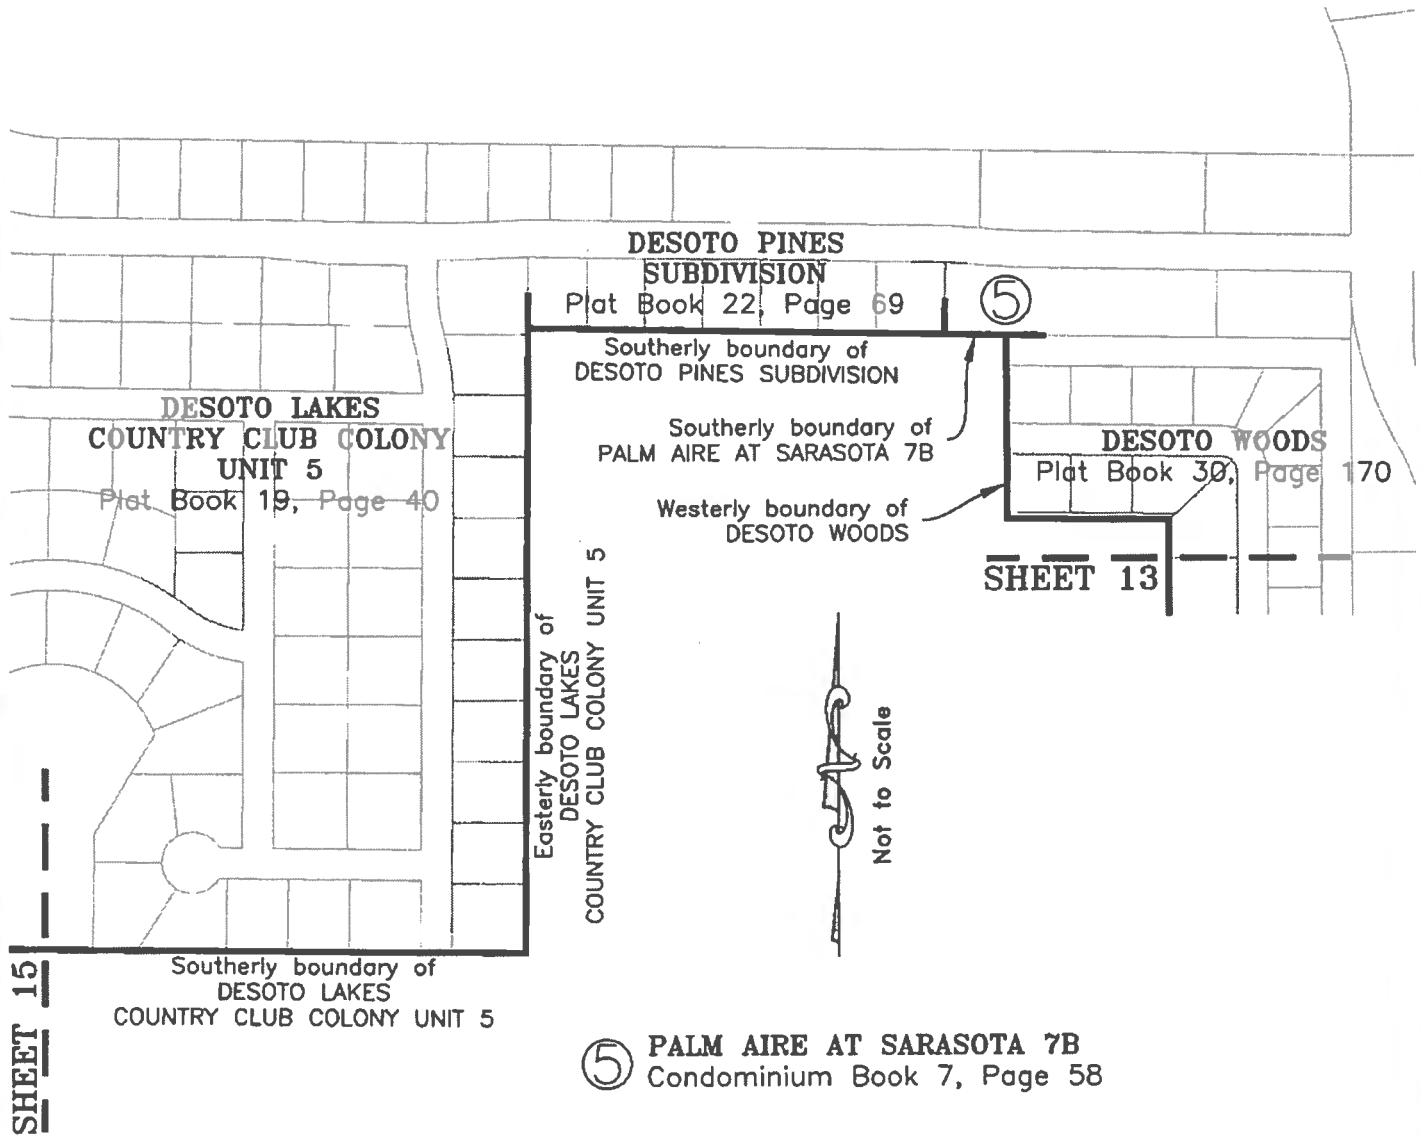 DESOTO PINES
SUBDIVISION
Plat Book 22, Page 69
5
Southerly boundary of
DESOTO PINES SUBDIVISION
DESOTO LAKES
COUNTRY CLUB COLONY
UNIT 5
Plat Book 19, Page 40
Southerly boundary of
PALM AIRE AT SARASOTA 7B
DESOTO WOODS
Plat Book 30, Page 170
Westerly boundary of
DESOTO WOODS
SHEET 13
Easterly boundary of
DESOTO LAKES
COUNTRY CLUB COLONY UNIT 5
Not to Scale
SHEET 15
Southerly boundary of
DESOTO LAKES
COUNTRY CLUB COLONY UNIT 5
5 PALM AIRE AT SARASOTA 7B
Condominium Book 7, Page 58